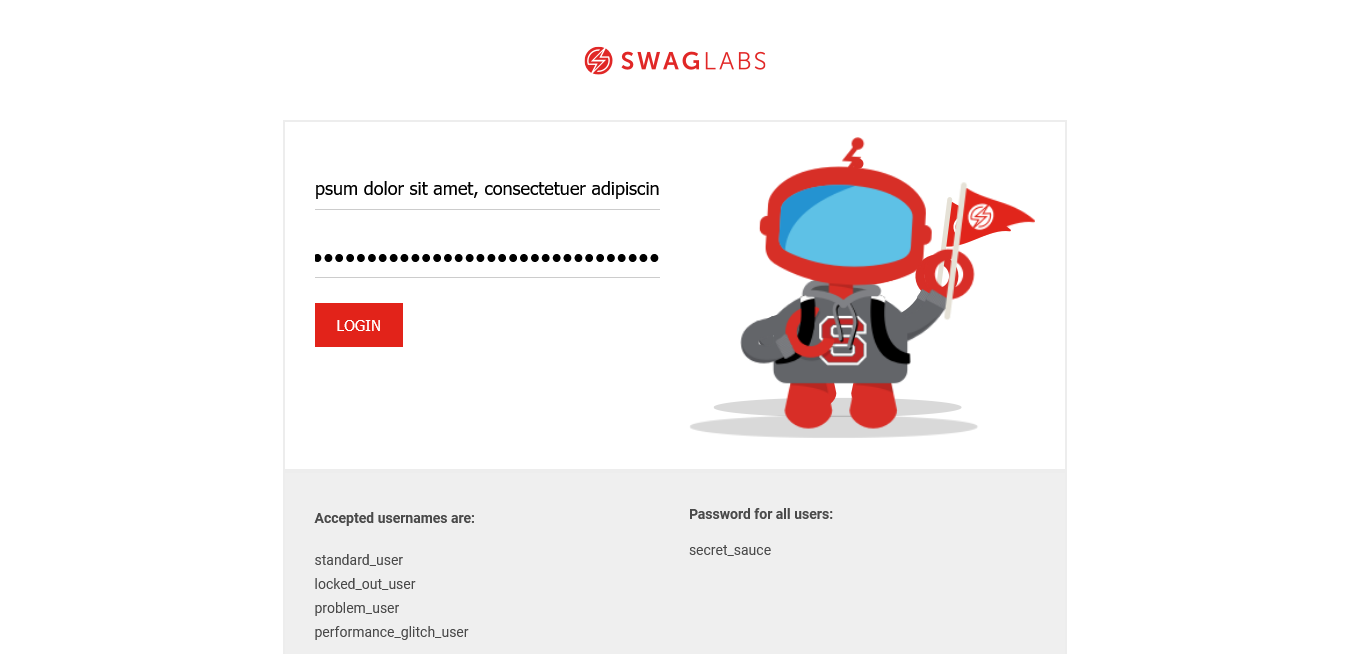 SWAGLABS
psum dolor sit amet, consectetuer adipiscin
LOGIN
Accepted usernames are:
standard_user
locked_out_user
problem_user
performance_glitch_user
Password for all users:
secret_sauce
S